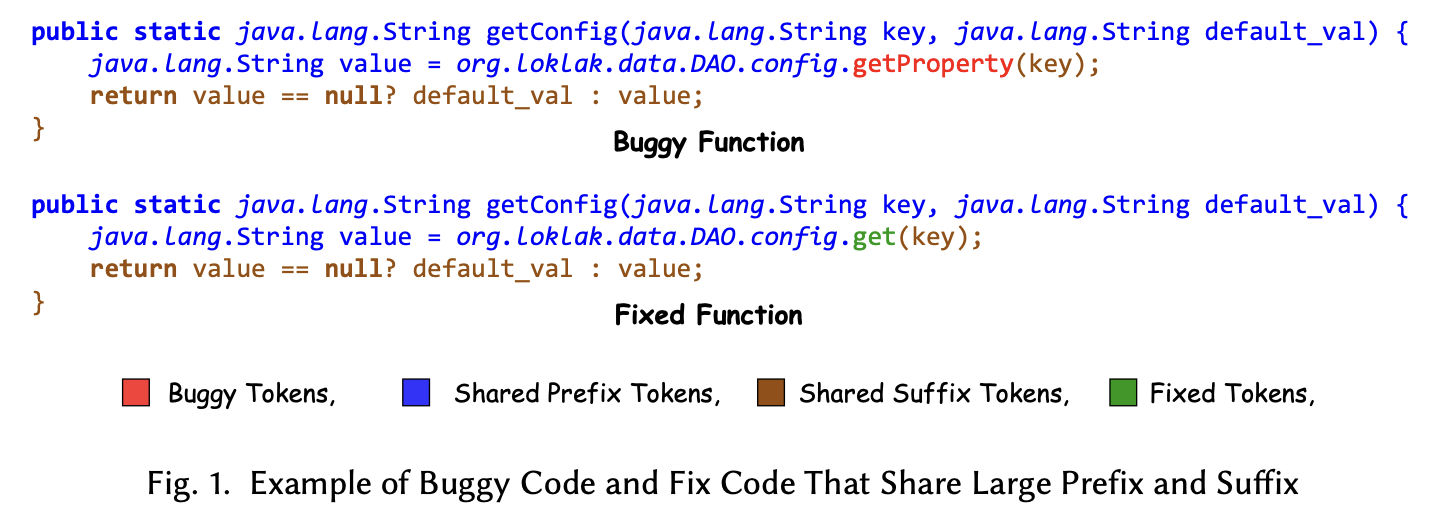 public static java.lang.String getConfig(java.lang.String key, java.lang.String default_val) {
    java.lang.String value = org.loklak.data.DAO.config.getProperty(key);
    return value == null? default_val : value;
}
Buggy Function
public static java.lang.String getConfig(java.lang.String key, java.lang.String default_val) {
    java.lang.String value = org.loklak.data.DAO.config.get(key);
    return value == null? default_val : value;
}
Fixed Function
Buggy Tokens, Shared Prefix Tokens, Shared Suffix Tokens, Fixed Tokens,
Fig. 1. Example of Buggy Code and Fix Code That Share Large Prefix and Suffix